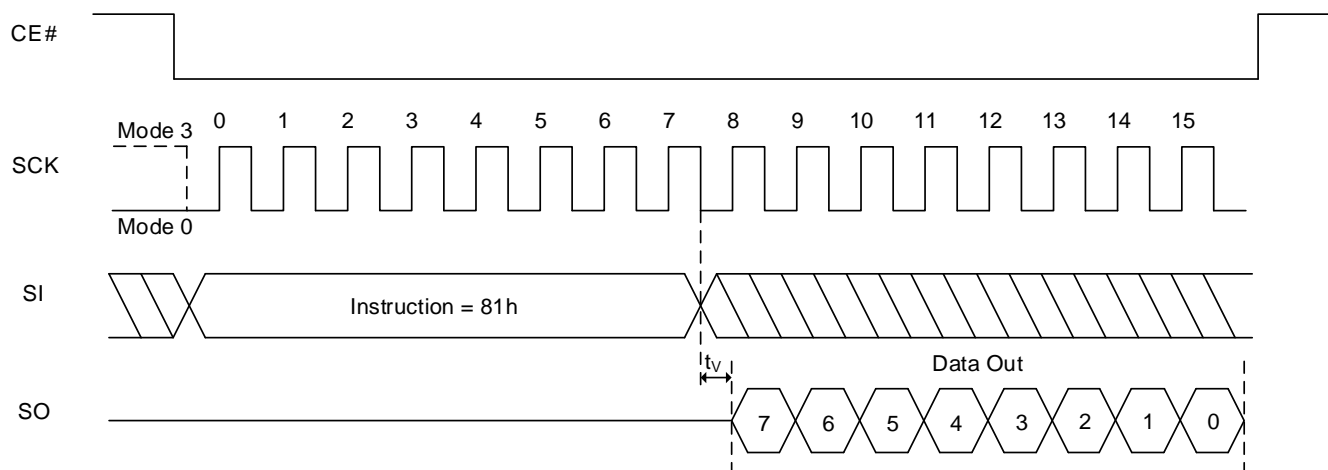 CE#
0 1 2 3 4 5 6 7 8 9 10 11 12 13 14 15
Mode 3
SCK
Mode 0
SI
Instruction = 81h
tV
Data Out
SO
7 6 5 4 3 2 1 0